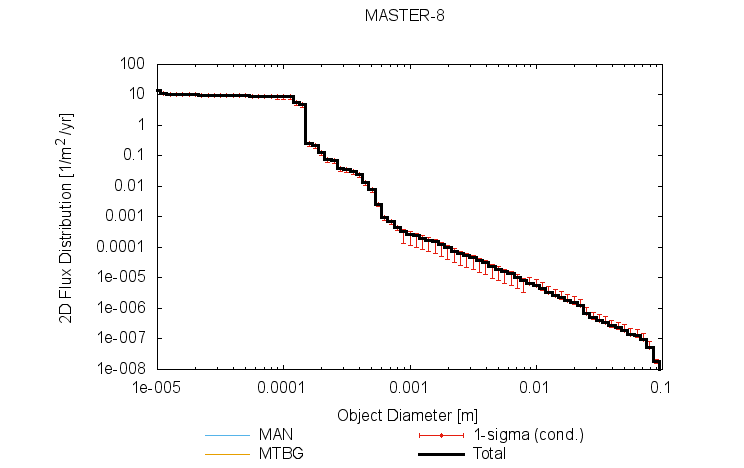 MASTER-8
100
10
1
0.1
0.01
0.001
0.0001
1e-005
1e-006
1e-007
1e-008
2D Flux Distribution [1/m²/yr]
1e-005 0.0001 0.001 0.01 0.1
Object Diameter [m]
MAN 1-sigma (cond.)
MTBG Total